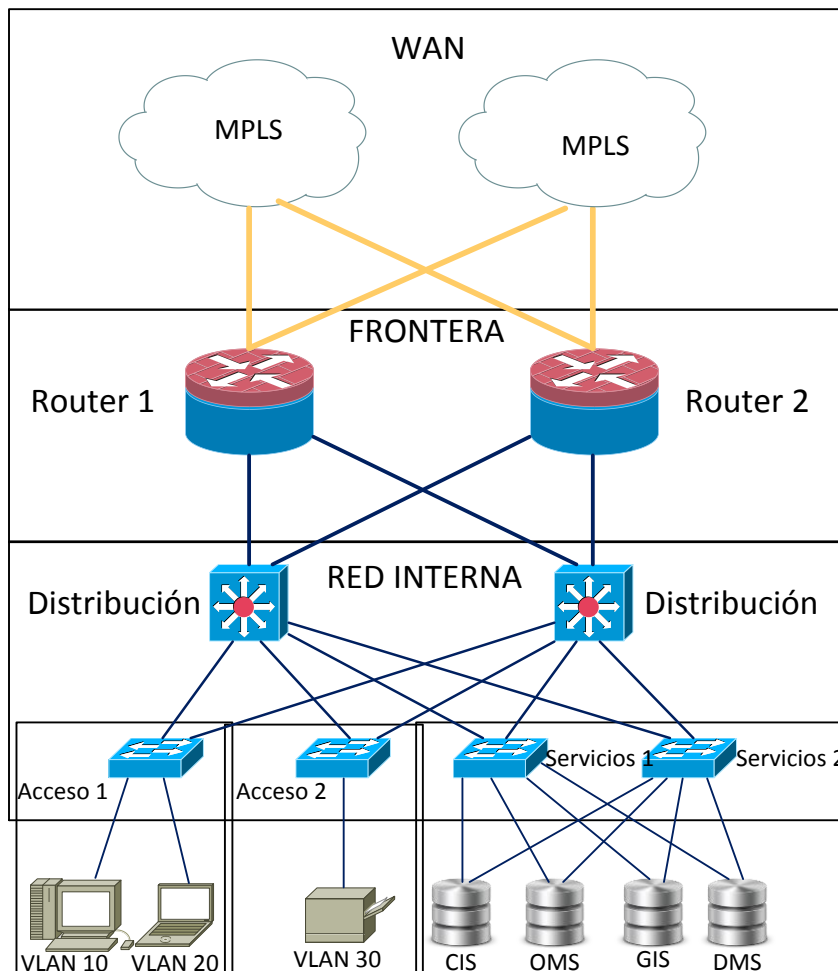 WAN
MPLS
MPLS
FRONTERA
Router 1
Router 2
RED INTERNA
Distribución
Distribución
Servicios 1
Servicios 2
Acceso 1
Acceso 2
VLAN 10
VLAN 20
VLAN 30
CIS
OMS
GIS
DMS